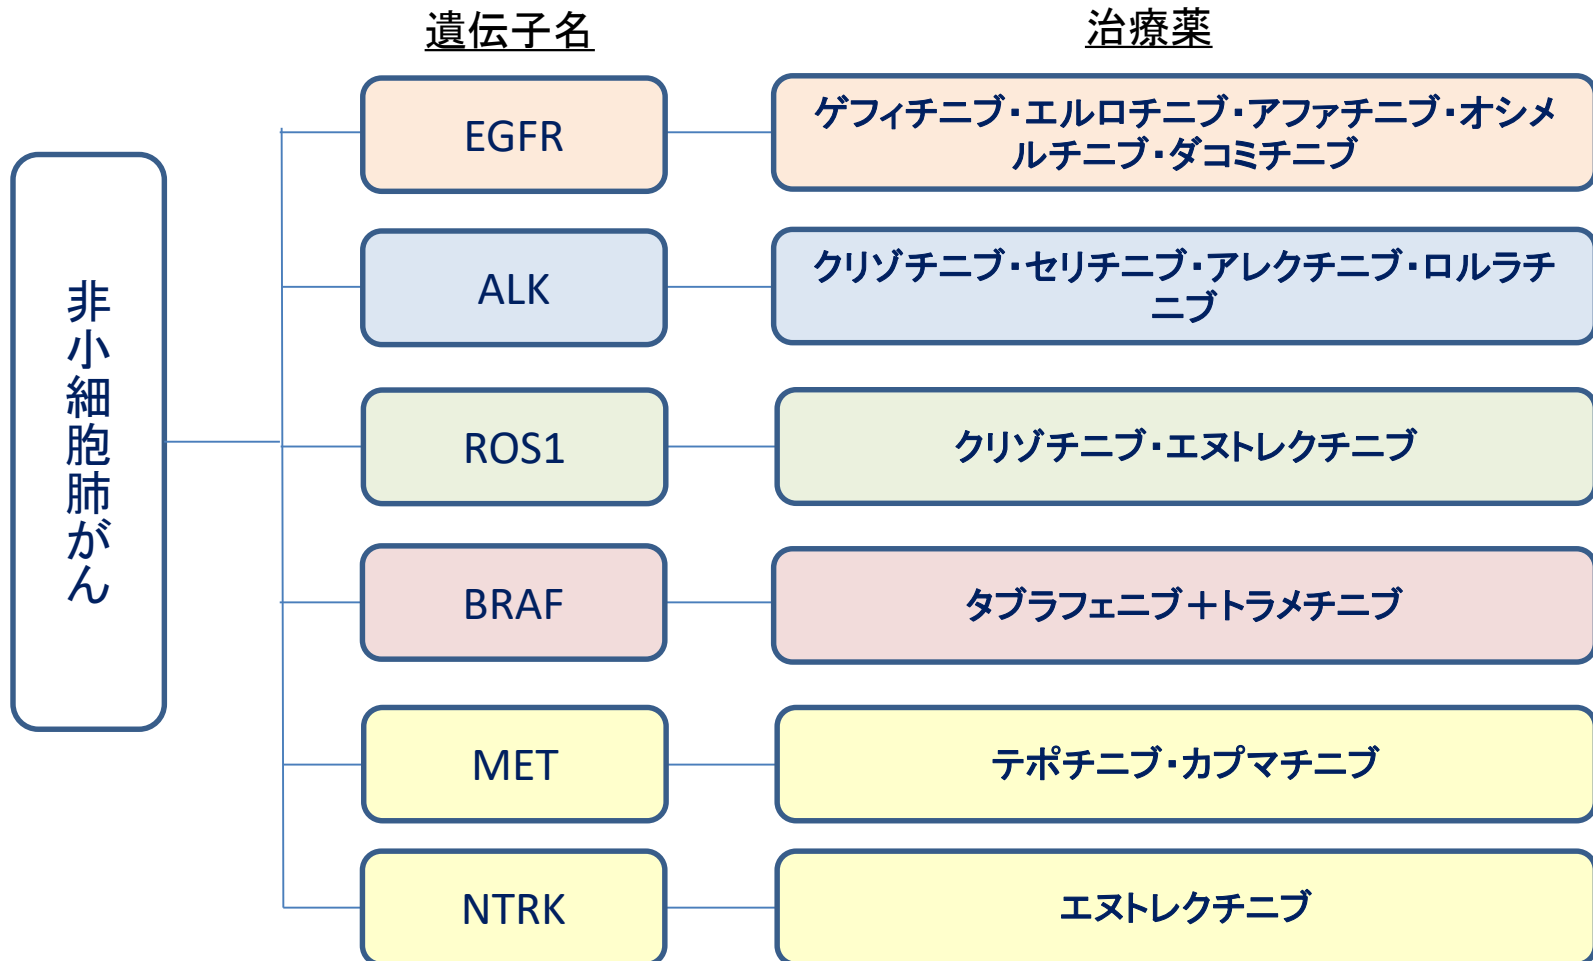 遺伝子名
治療薬
非小細胞肺がん
EGFR
ゲフィチニブ・エルロチニブ・アファチニブ・オシメ
ルチニブ・ダコミチニブ
ALK
クリゾチニブ・セリチニブ・アレクチニブ・ロルラチ
ニブ
ROS1
クリゾチニブ・エヌトレクチニブ
BRAF
タブラフェニブ＋トラメチニブ
MET
テポチニブ・カプマチニブ
NTRK
エヌトレクチニブ